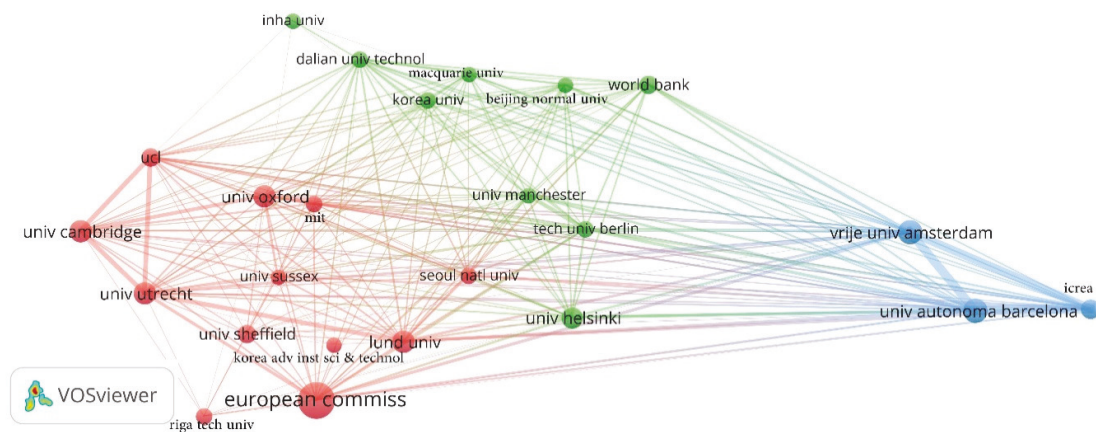 inha univ
dalian univ technol
macquarie univ
world bank
korea univ
beijing normal univ
ucl
univ oxford
univ manchester
mit
tech univ berlin
univ cambridge
vrije univ amsterdam
univ sussex
seoul natl univ
icrea
univ utrecht
univ autonoma barcelona
univ helsinki
univ sheffield
lund univ
korea adv inst sci & technol
VOSviewer
european commiss
riga tech univ